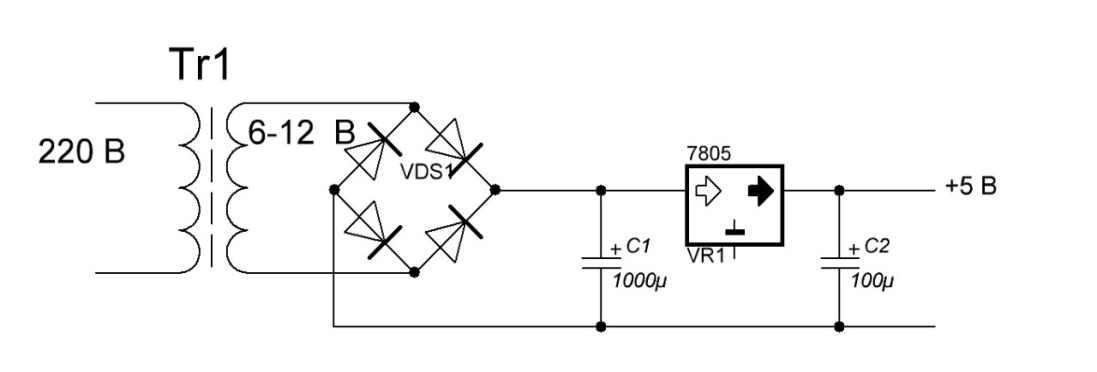 Tr1
220 В
6-12 В
VDS1
7805
VR1
+5 В
+ C1
1000µ
+ C2
100µ